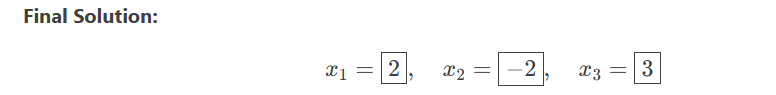 Final Solution:
x₁ = 2, x₂ = −2, x₃ = 3